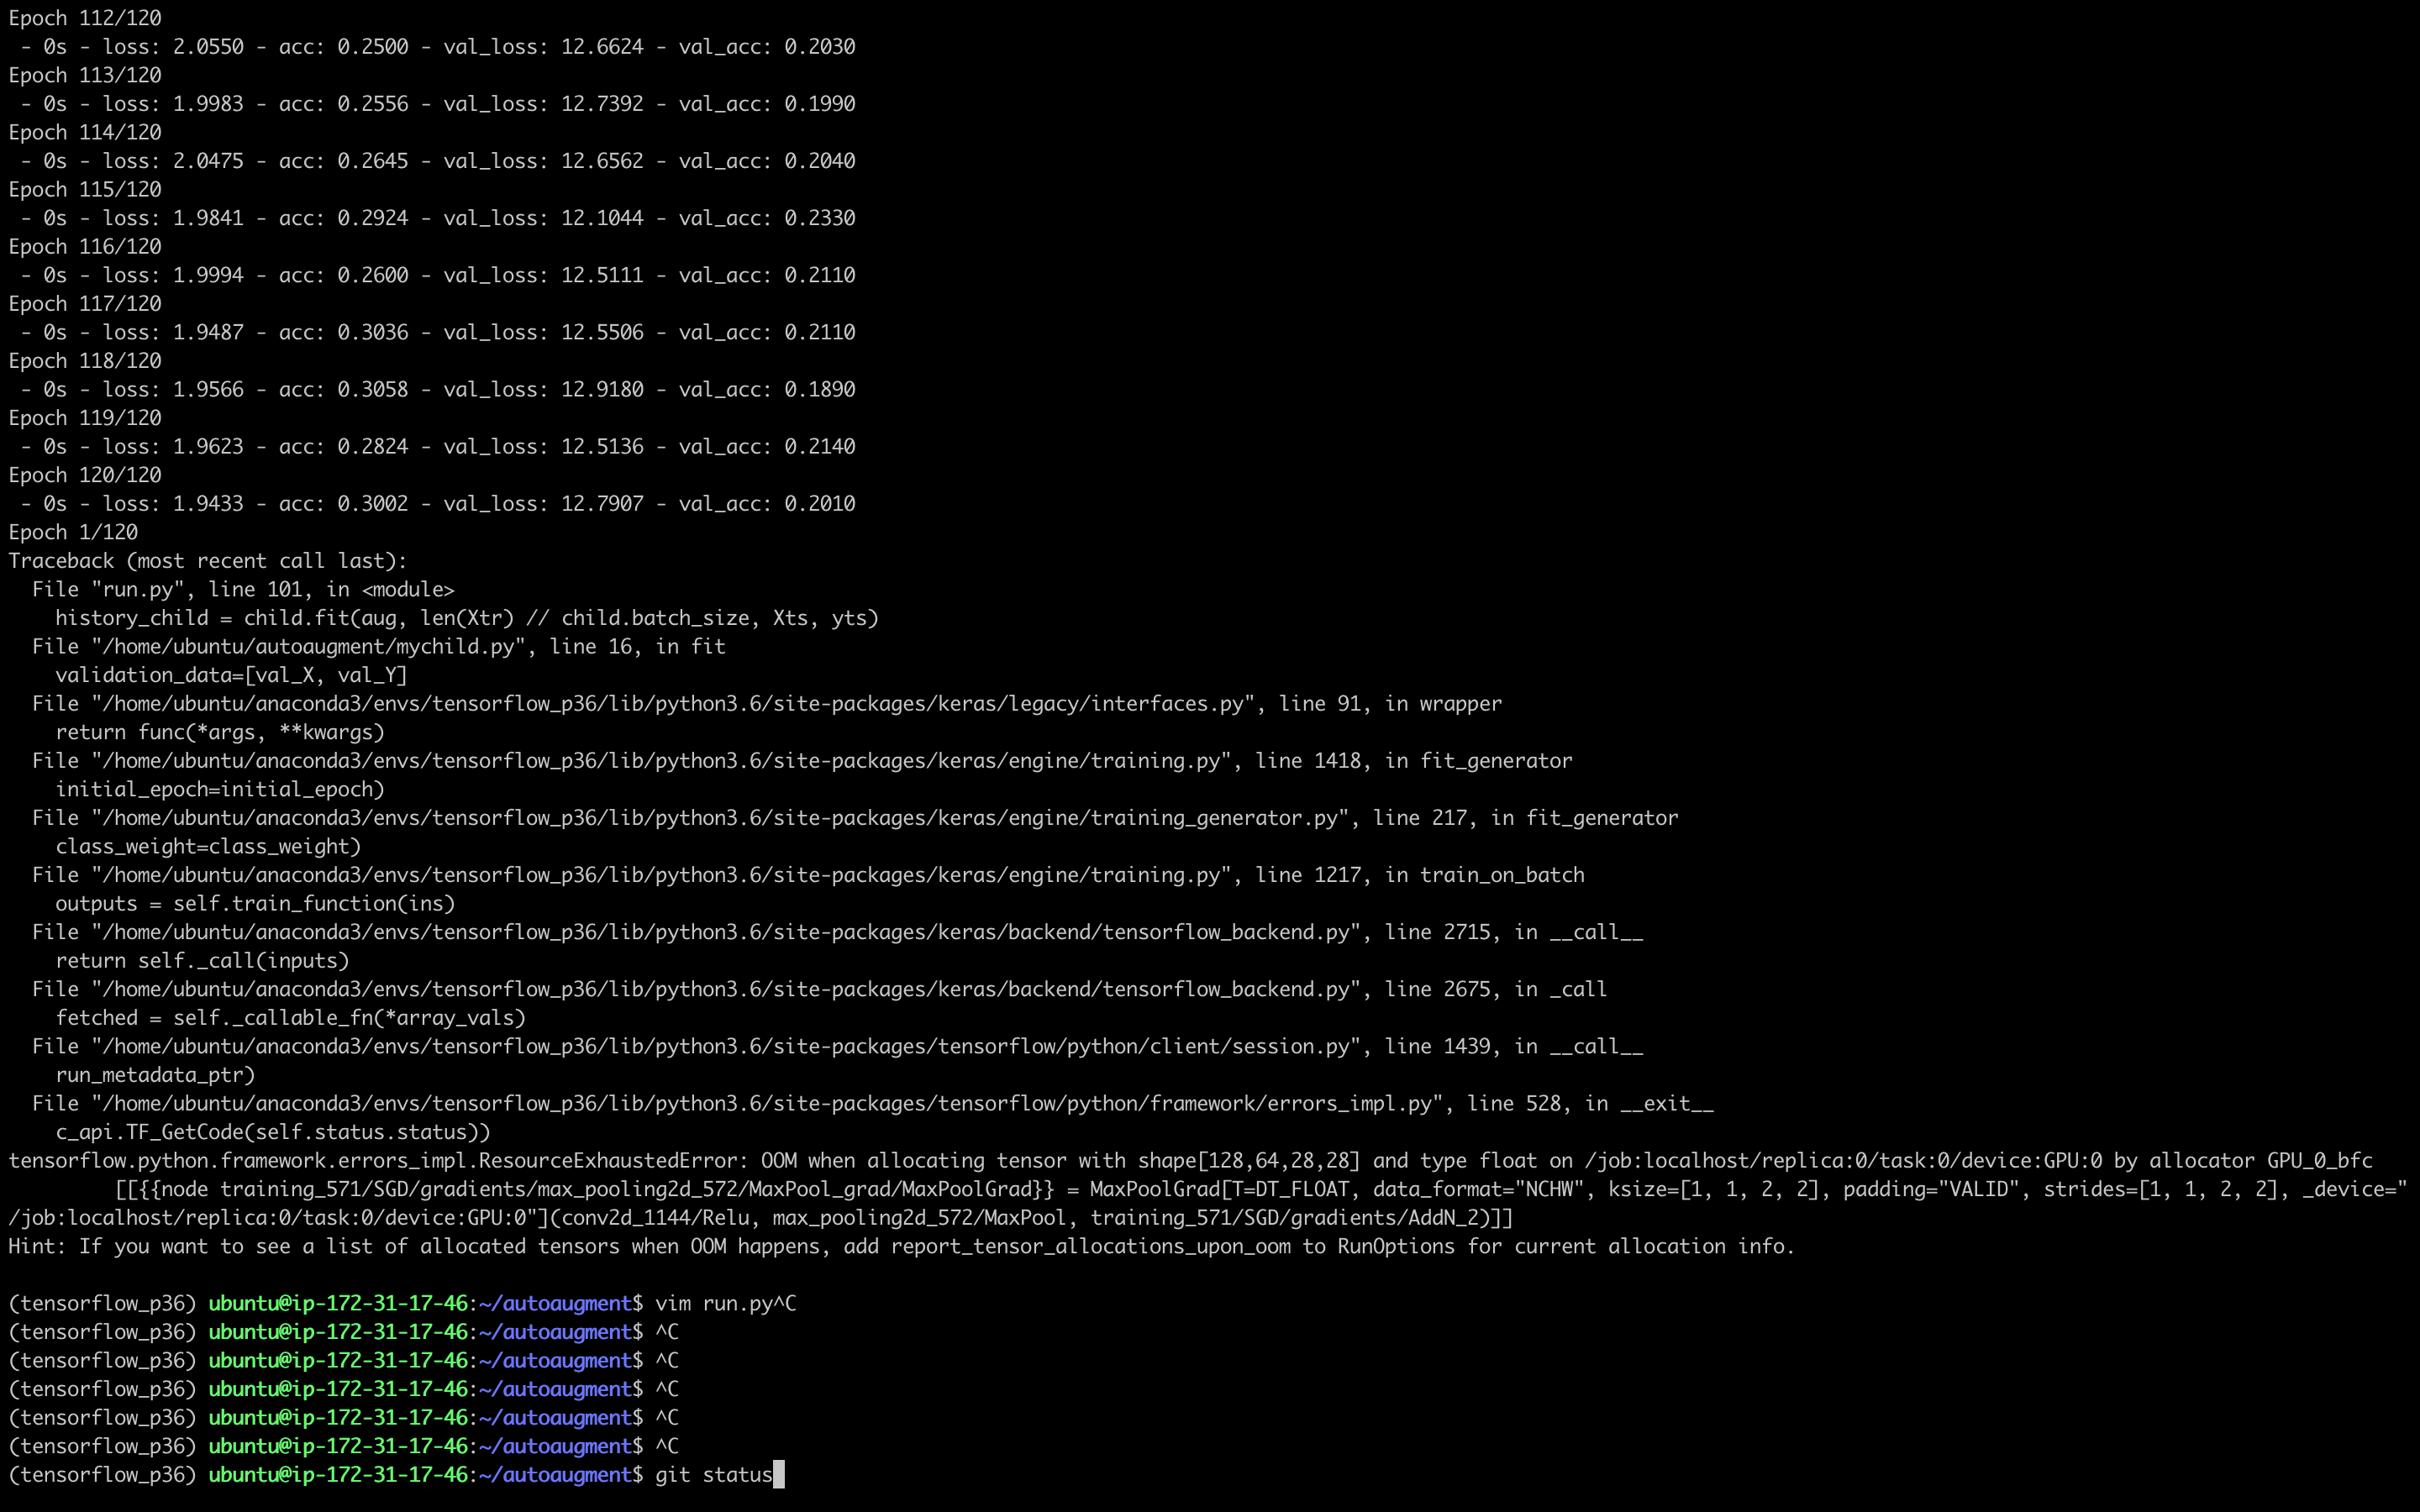 Epoch 112/120
 - 0s - loss: 2.0550 - acc: 0.2500 - val_loss: 12.6624 - val_acc: 0.2030
Epoch 113/120
 - 0s - loss: 1.9983 - acc: 0.2556 - val_loss: 12.7392 - val_acc: 0.1990
Epoch 114/120
 - 0s - loss: 2.0475 - acc: 0.2645 - val_loss: 12.6562 - val_acc: 0.2040
Epoch 115/120
 - 0s - loss: 1.9841 - acc: 0.2924 - val_loss: 12.1044 - val_acc: 0.2330
Epoch 116/120
 - 0s - loss: 1.9994 - acc: 0.2600 - val_loss: 12.5111 - val_acc: 0.2110
Epoch 117/120
 - 0s - loss: 1.9487 - acc: 0.3036 - val_loss: 12.5506 - val_acc: 0.2110
Epoch 118/120
 - 0s - loss: 1.9566 - acc: 0.3058 - val_loss: 12.9180 - val_acc: 0.1890
Epoch 119/120
 - 0s - loss: 1.9623 - acc: 0.2824 - val_loss: 12.5136 - val_acc: 0.2140
Epoch 120/120
 - 0s - loss: 1.9433 - acc: 0.3002 - val_loss: 12.7907 - val_acc: 0.2010
Epoch 1/120
Traceback (most recent call last):
  File "run.py", line 101, in <module>
    history_child = child.fit(aug, len(Xtr) // child.batch_size, Xts, yts)
  File "/home/ubuntu/autoaugment/mychild.py", line 16, in fit
    validation_data=[val_X, val_Y]
  File "/home/ubuntu/anaconda3/envs/tensorflow_p36/lib/python3.6/site-packages/keras/legacy/interfaces.py", line 91, in wrapper
    return func(*args, **kwargs)
  File "/home/ubuntu/anaconda3/envs/tensorflow_p36/lib/python3.6/site-packages/keras/engine/training.py", line 1418, in fit_generator
    initial_epoch=initial_epoch)
  File "/home/ubuntu/anaconda3/envs/tensorflow_p36/lib/python3.6/site-packages/keras/engine/training_generator.py", line 217, in fit_generator
    class_weight=class_weight)
  File "/home/ubuntu/anaconda3/envs/tensorflow_p36/lib/python3.6/site-packages/keras/engine/training.py", line 1217, in train_on_batch
    outputs = self.train_function(ins)
  File "/home/ubuntu/anaconda3/envs/tensorflow_p36/lib/python3.6/site-packages/keras/backend/tensorflow_backend.py", line 2715, in __call__
    return self._call(inputs)
  File "/home/ubuntu/anaconda3/envs/tensorflow_p36/lib/python3.6/site-packages/keras/backend/tensorflow_backend.py", line 2675, in _call
    fetched = self._callable_fn(*array_vals)
  File "/home/ubuntu/anaconda3/envs/tensorflow_p36/lib/python3.6/site-packages/tensorflow/python/client/session.py", line 1439, in __call__
    run_metadata_ptr)
  File "/home/ubuntu/anaconda3/envs/tensorflow_p36/lib/python3.6/site-packages/tensorflow/python/framework/errors_impl.py", line 528, in __exit__
    c_api.TF_GetCode(self.status.status))
tensorflow.python.framework.errors_impl.ResourceExhaustedError: OOM when allocating tensor with shape[128,64,28,28] and type float on /job:localhost/replica:0/task:0/device:GPU:0 by allocator GPU_0_bfc
         [[{{node training_571/SGD/gradients/max_pooling2d_572/MaxPool_grad/MaxPoolGrad}} = MaxPoolGrad[T=DT_FLOAT, data_format="NCHW", ksize=[1, 1, 2, 2], padding="VALID", strides=[1, 1, 2, 2], _device="
/job:localhost/replica:0/task:0/device:GPU:0"](conv2d_1144/Relu, max_pooling2d_572/MaxPool, training_571/SGD/gradients/AddN_2)]]
Hint: If you want to see a list of allocated tensors when OOM happens, add report_tensor_allocations_upon_oom to RunOptions for current allocation info.

(tensorflow_p36) ubuntu@ip-172-31-17-46:~/autoaugment$ vim run.py^C
(tensorflow_p36) ubuntu@ip-172-31-17-46:~/autoaugment$ ^C
(tensorflow_p36) ubuntu@ip-172-31-17-46:~/autoaugment$ ^C
(tensorflow_p36) ubuntu@ip-172-31-17-46:~/autoaugment$ ^C
(tensorflow_p36) ubuntu@ip-172-31-17-46:~/autoaugment$ ^C
(tensorflow_p36) ubuntu@ip-172-31-17-46:~/autoaugment$ ^C
(tensorflow_p36) ubuntu@ip-172-31-17-46:~/autoaugment$ git status